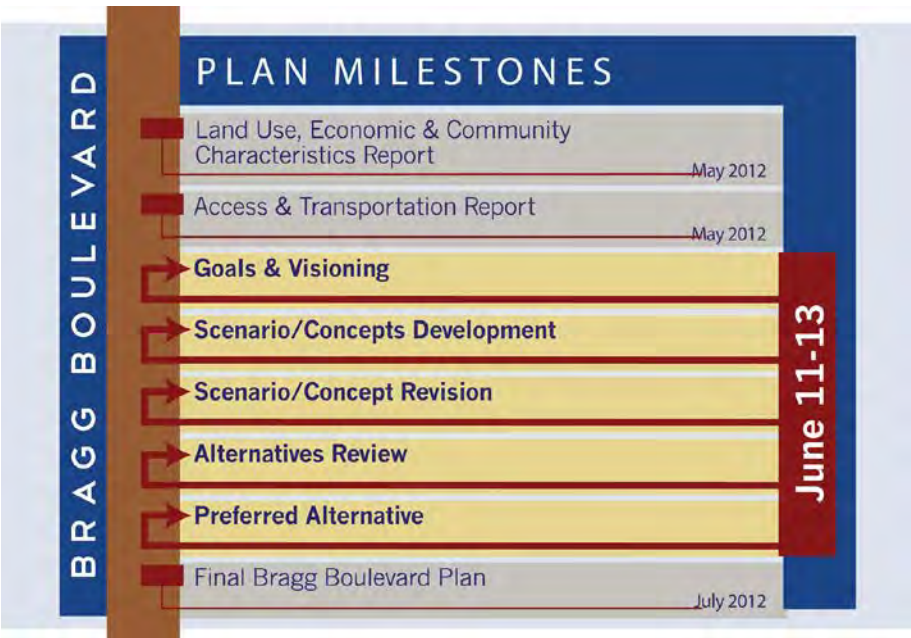 BRAGG BOULEVARD
PLAN MILESTONES
Land Use, Economic & Community
Characteristics Report
May 2012
Access & Transportation Report
May 2012
Goals & Visioning
Scenario/Concepts Development
Scenario/Concept Revision
Alternatives Review
Preferred Alternative
June 11-13
Final Bragg Boulevard Plan
July 2012